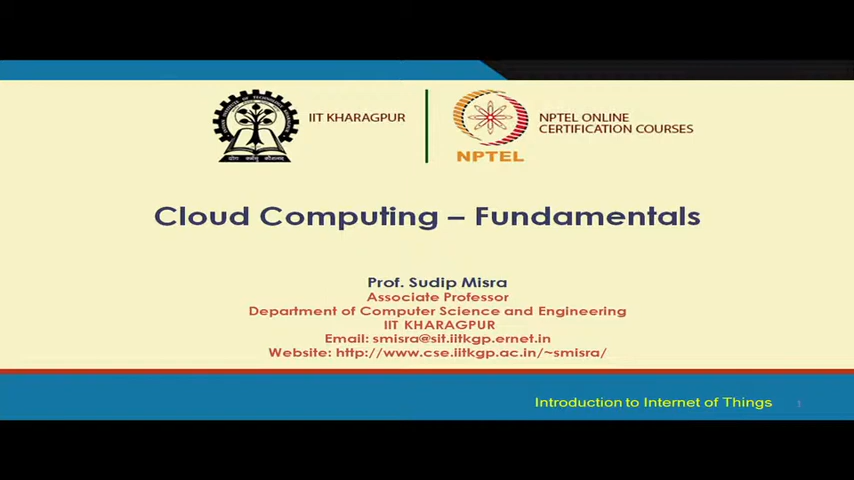 IIT KHARAGPUR
NPTEL ONLINE
CERTIFICATION COURSES
NPTEL
Cloud Computing – Fundamentals
Prof. Sudip Misra
Associate Professor
Department of Computer Science and Engineering
IIT KHARAGPUR
Email: smisra@sit.iitkgp.ernet.in
Website: http://www.cse.iitkgp.ac.in/~smisra/
Introduction to Internet of Things
1